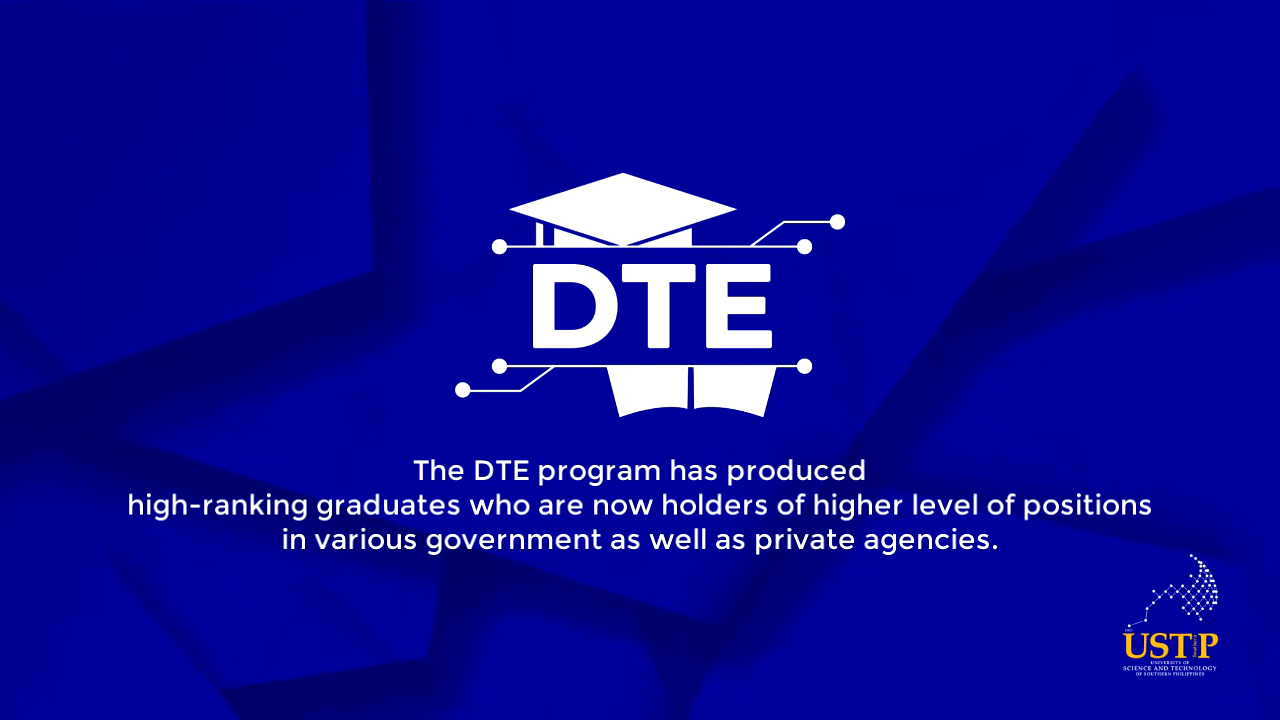 DTE
The DTE program has produced
high-ranking graduates who are now holders of higher level of positions
in various government as well as private agencies.
USTP
UNIVERSITY OF
SCIENCE AND TECHNOLOGY
OF SOUTHERN PHILIPPINES